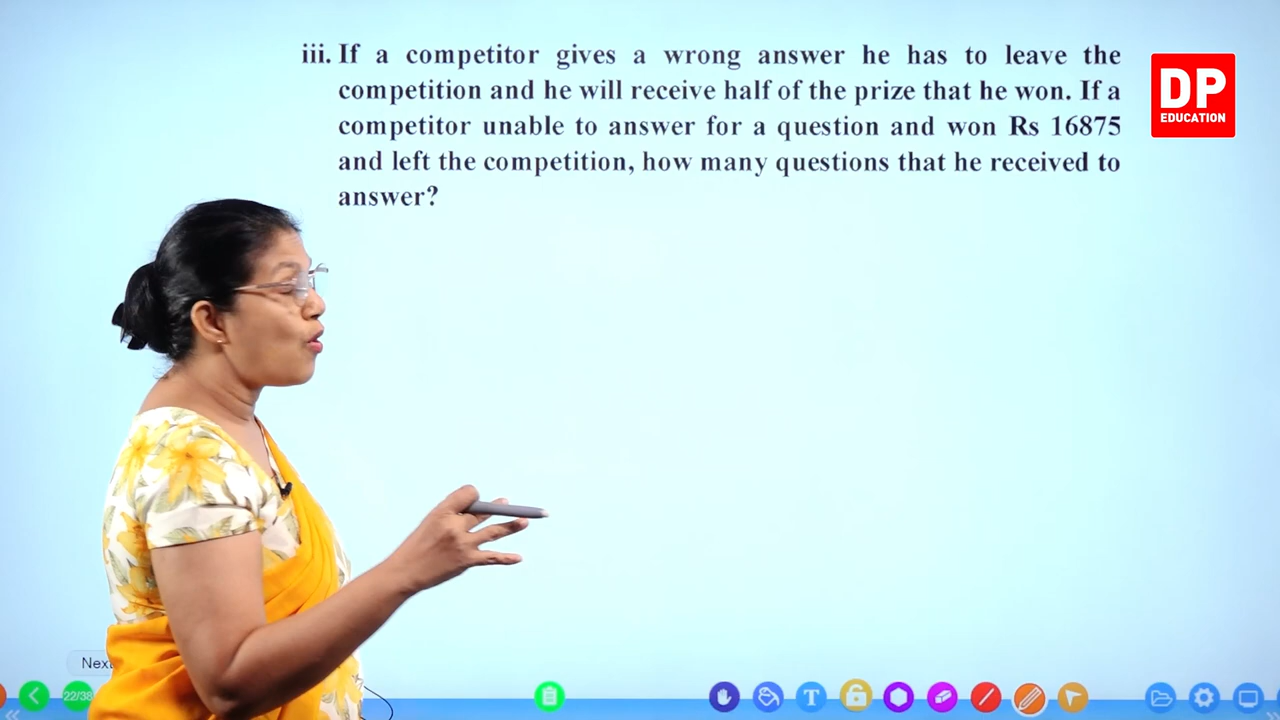 iii. If a competitor gives a wrong answer he has to leave the
competition and he will receive half of the prize that he won. If a
competitor unable to answer for a question and won Rs 16875
and left the competition, how many questions that he received to
answer?
DP
EDUCATION
Next
22/38
T